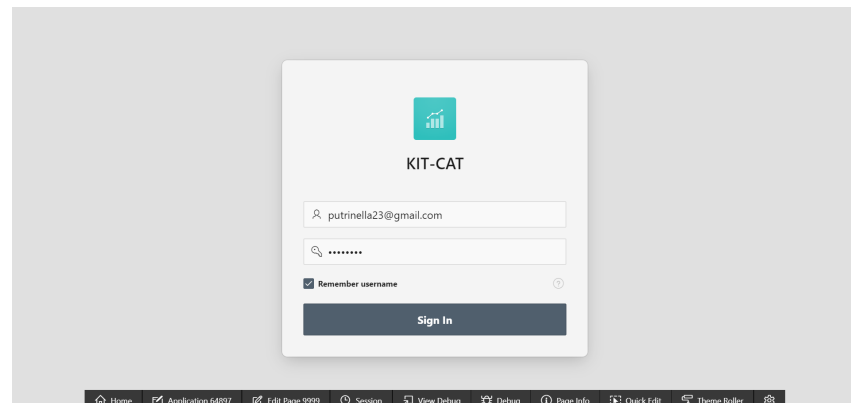 KIT-CAT
putrinella23@gmail.com
••••••••
Remember username
?
Sign In
Home Application 64897 Edit Page 9999 Session View Debug Debug Page Info Quick Edit Theme Roller